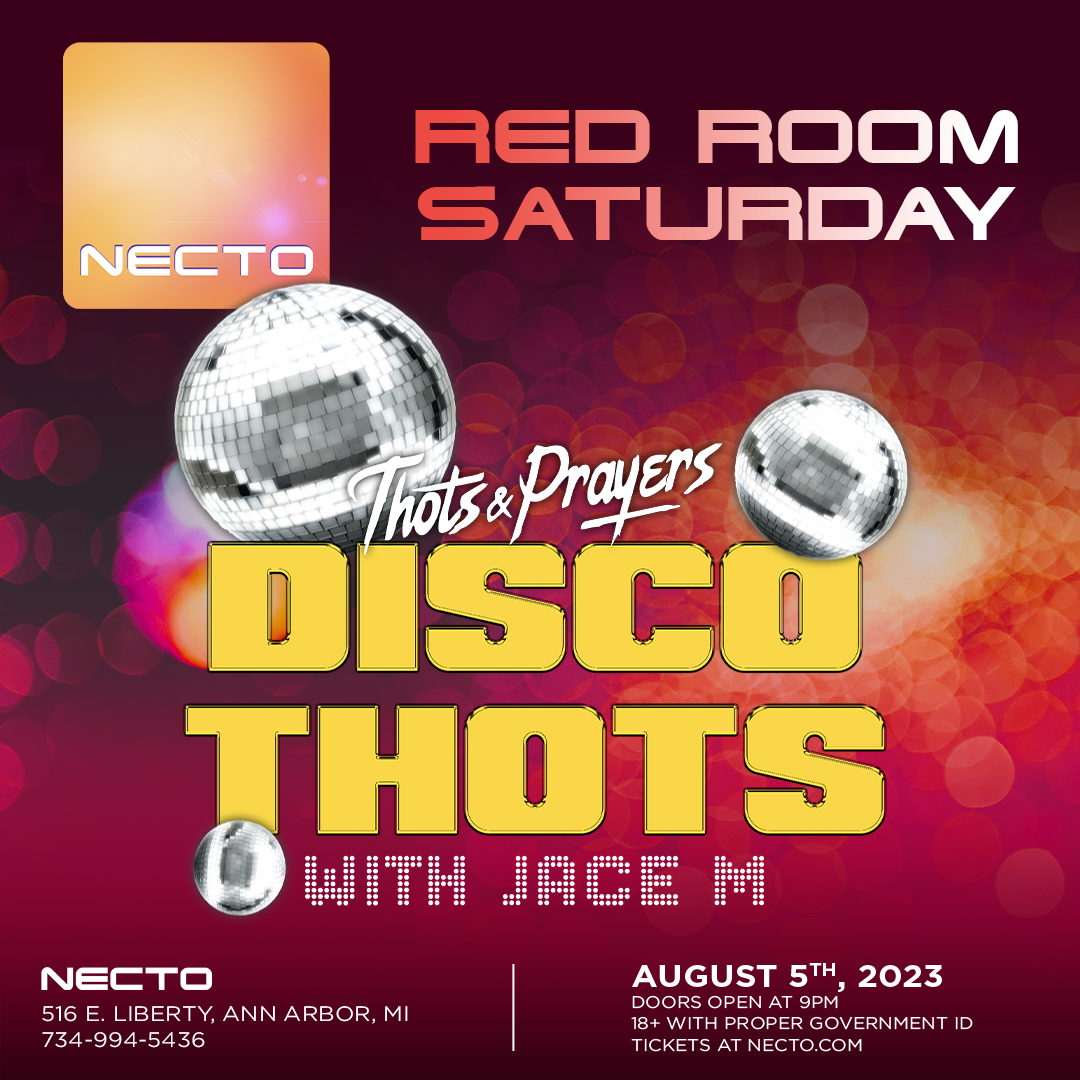 NECTO
RED ROOM
SATURDAY
Thots & Prayers
DISCO
THOTS
WITH JACE M
NECTO
516 E. LIBERTY, ANN ARBOR, MI
734-994-5436
AUGUST 5TH, 2023
DOORS OPEN AT 9PM
18+ WITH PROPER GOVERNMENT ID
TICKETS AT NECTO.COM